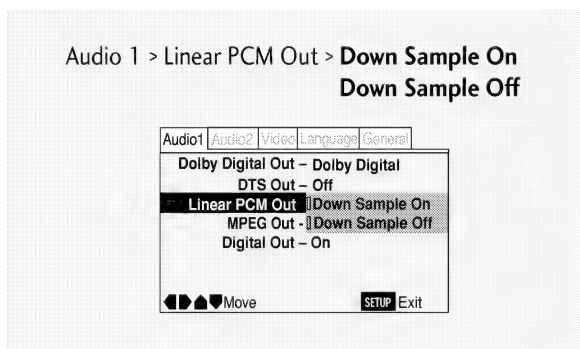 Audio 1 > Linear PCM Out > Down Sample On
Down Sample Off
Audio1 Audio2 Video Language General
Dolby Digital Out – Dolby Digital
DTS Out – Off
Linear PCM Out Down Sample On
MPEG Out - Down Sample Off
Digital Out – On
Move SETUP Exit